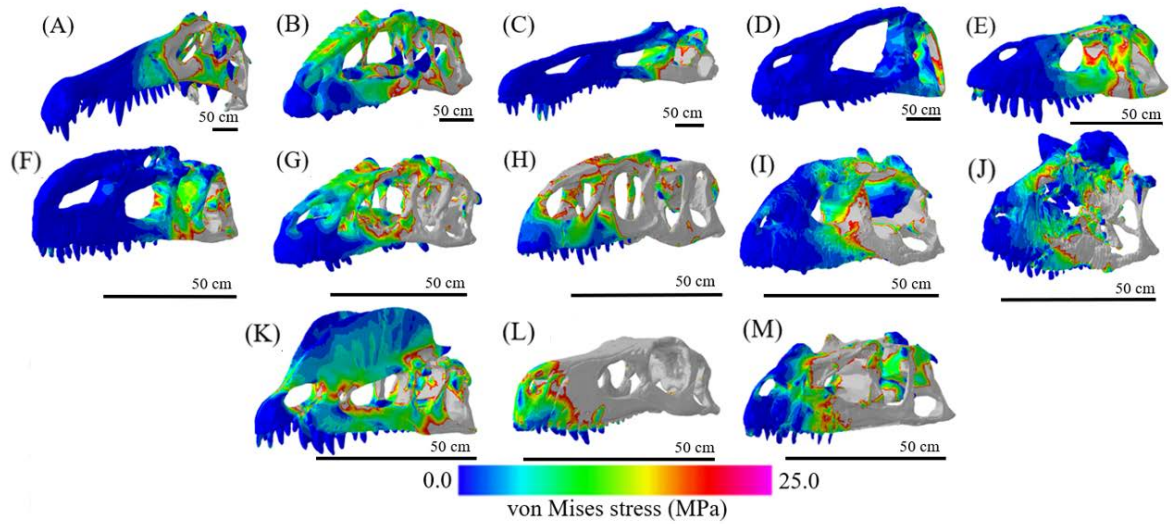 (A) (B) (C) (D) (E)
50 cm 50 cm 50 cm 50 cm 50 cm
(F) (G) (H) (I) (J)
50 cm 50 cm 50 cm 50 cm 50 cm
(K) (L) (M)
50 cm 50 cm 50 cm
0.0 25.0
von Mises stress (MPa)